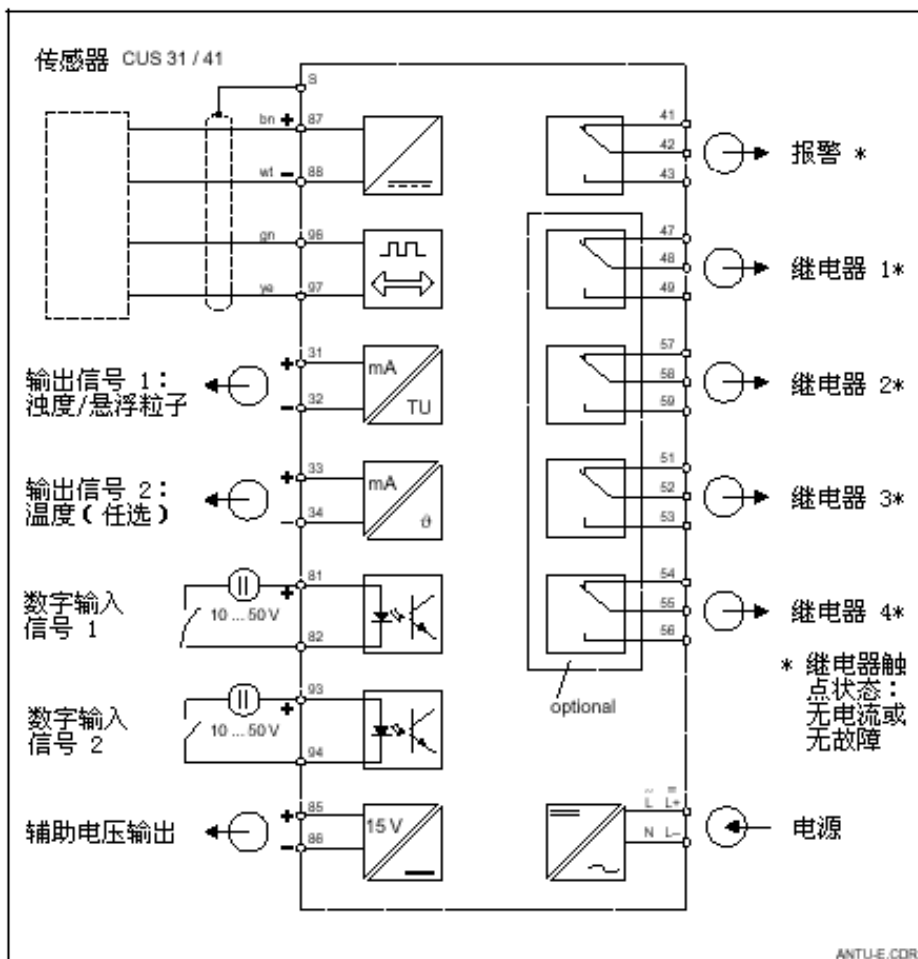 传感器 CUS 31 / 41
S
bn + 87
wt - 88
gn 96
ye 97
输出信号 1:
浊度/悬浮粒子
+ 31
- 32
mA
TU
输出信号 2:
温度(任选)
+ 33
- 34
mA
ϑ
数字输入
信号 1
10 ... 50 V
+ 81
82
数字输入
信号 2
10 ... 50 V
93
+
94
辅助电压输出
+ 85
- 86
15 V
41
42
43
报警 *
47
48
49
继电器 1*
57
58
59
继电器 2*
51
52
53
继电器 3*
54
55
56
继电器 4*
optional
* 继电器触
点状态:
无电流或
无故障
~ =
L L+
N L–
电源
ANTU-E.CDR